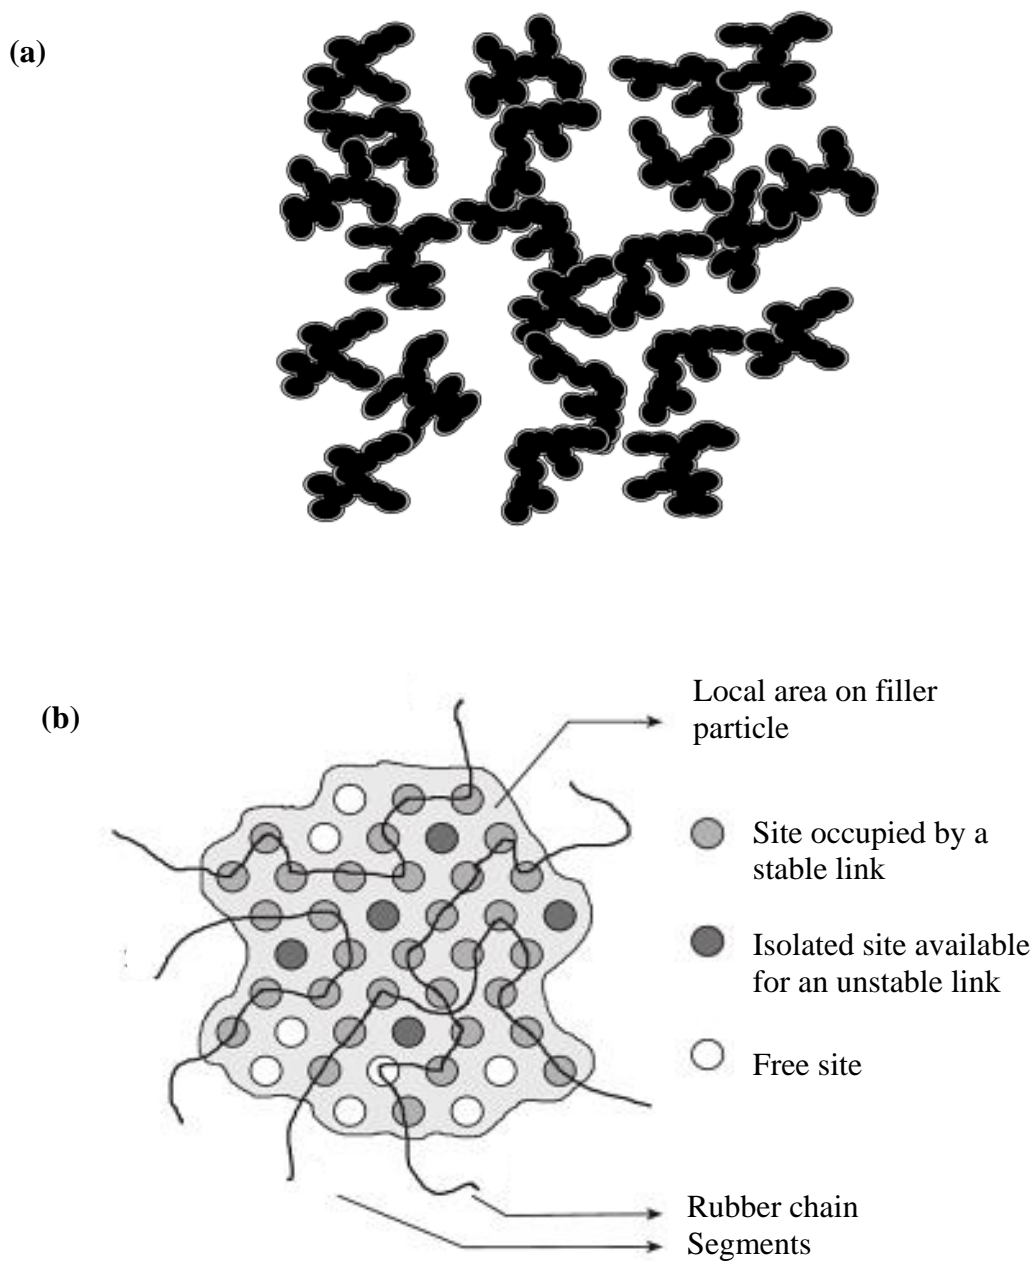 (a)
(b)
Local area on filler
particle
Site occupied by a
stable link
Isolated site available
for an unstable link
Free site
Rubber chain
Segments